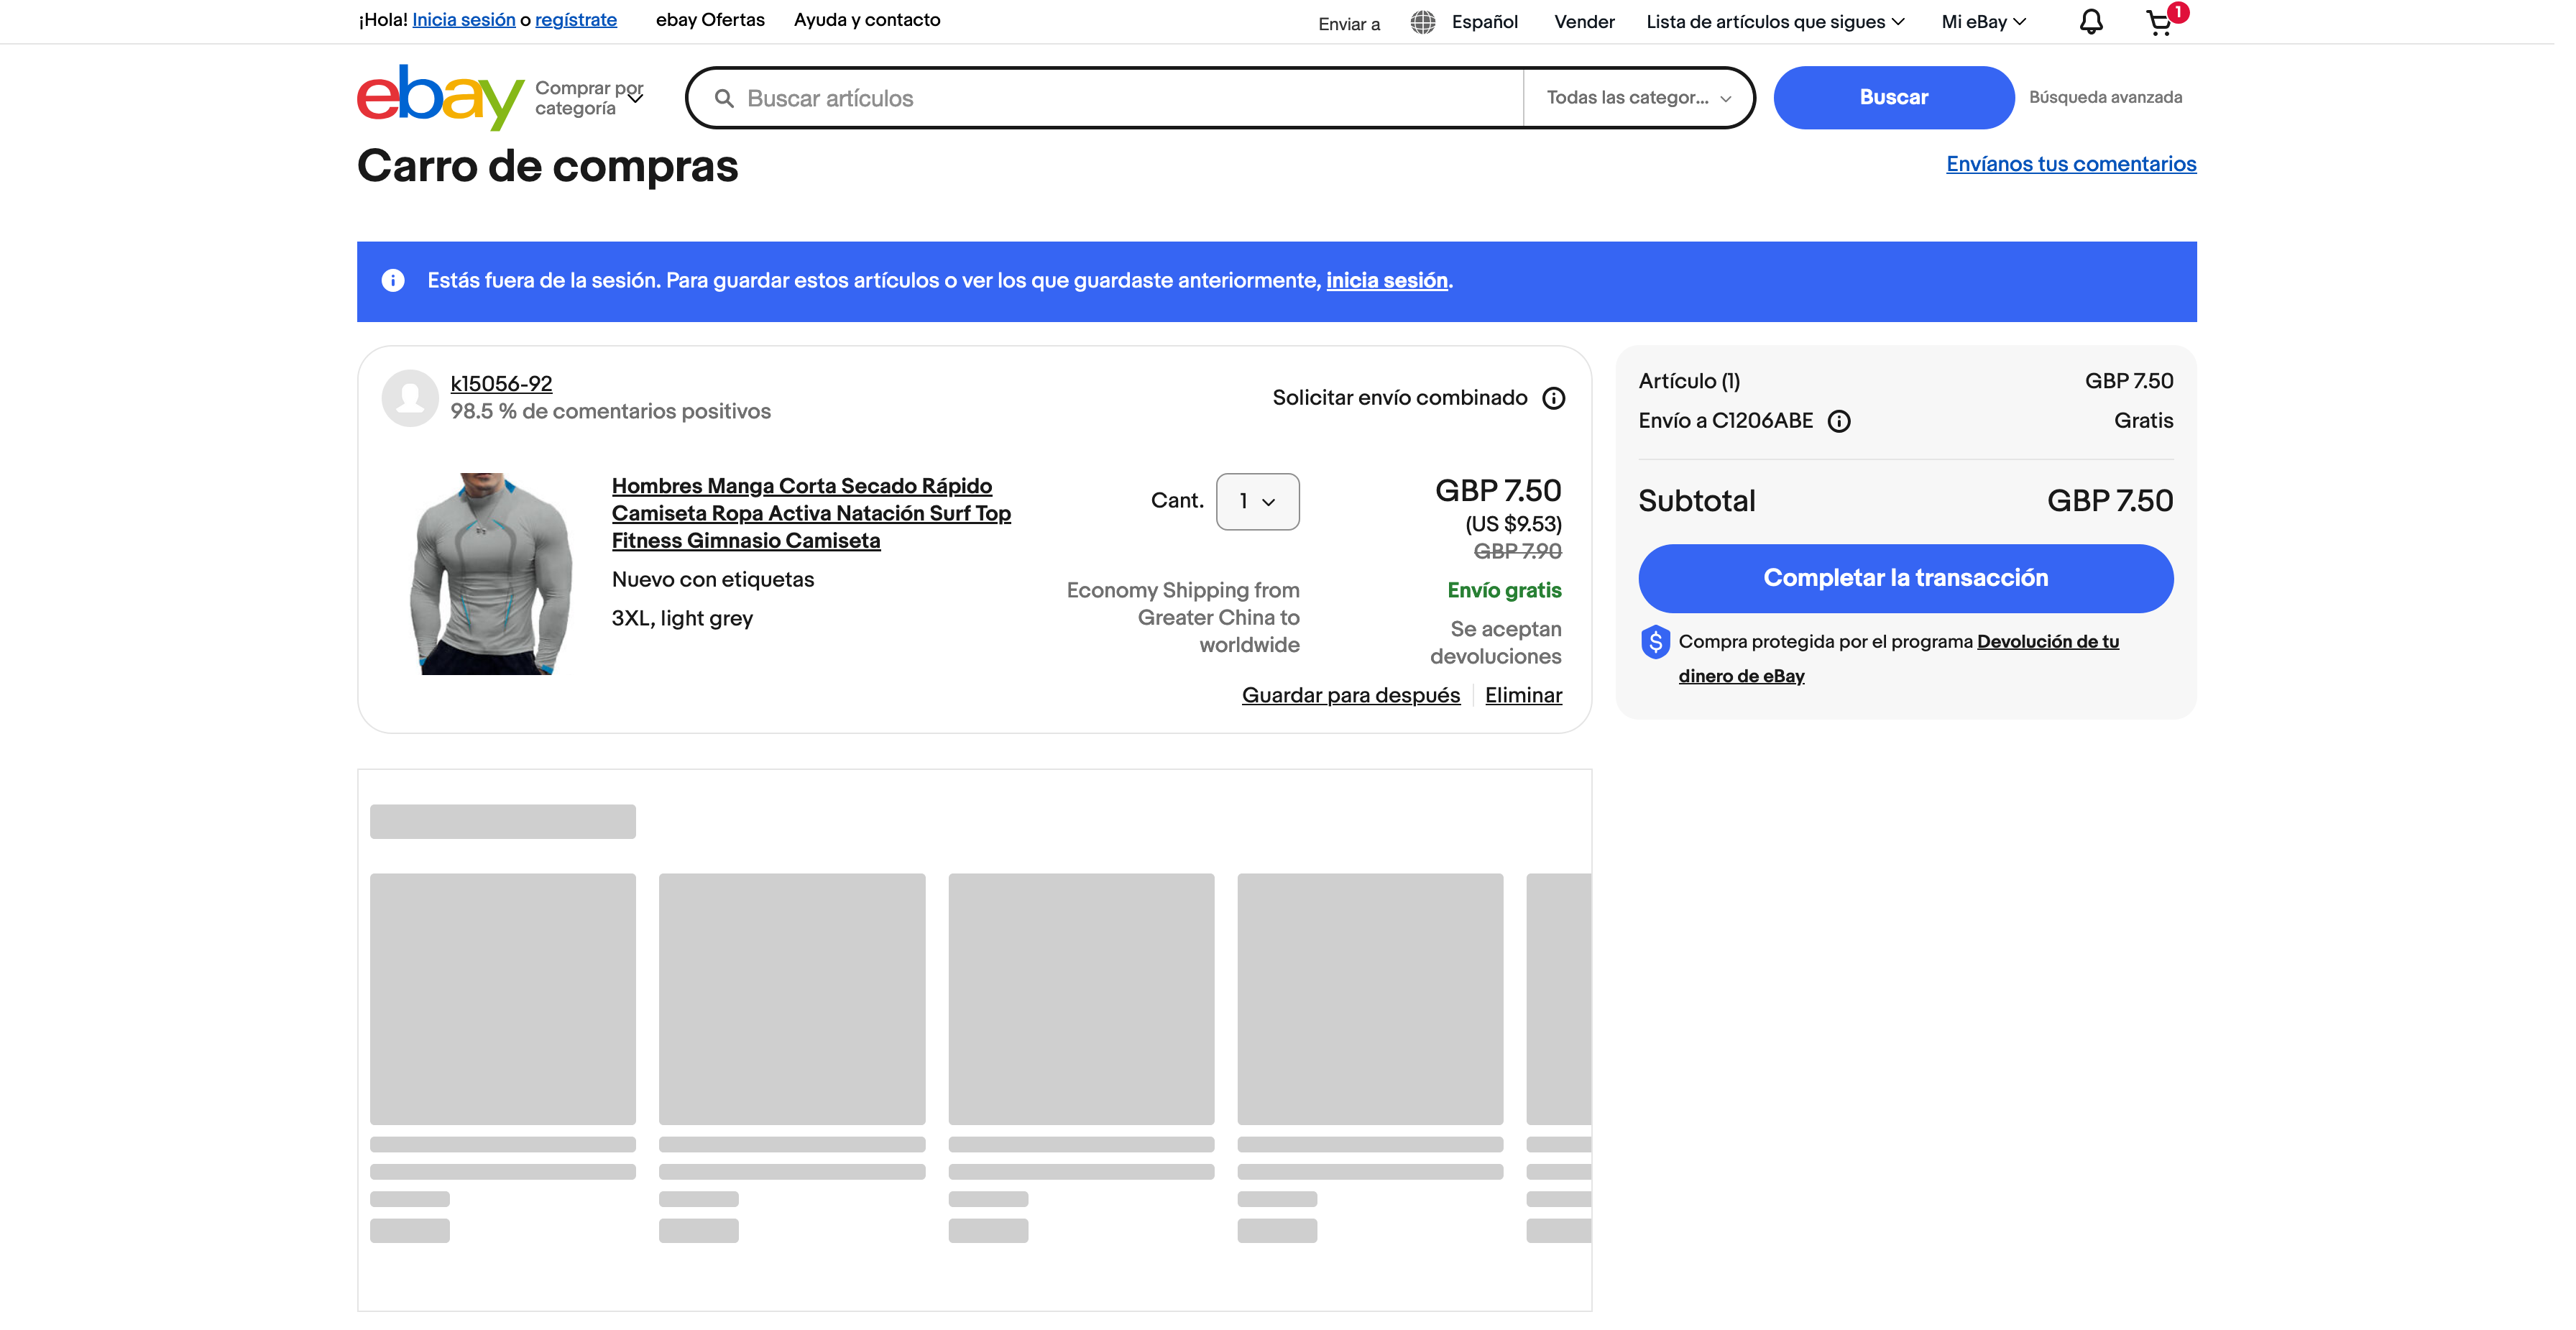 ¡Hola! Inicia sesión o regístrate
ebay Ofertas
Ayuda y contacto
Enviar a
Español
Vender
Lista de artículos que sigues
Mi eBay
1
ebay
Comprar por
categoría
Buscar artículos
Todas las categor...
Buscar
Búsqueda avanzada
Carro de compras
Envíanos tus comentarios
Estás fuera de la sesión. Para guardar estos artículos o ver los que guardaste anteriormente, inicia sesión.
k15056-92
98.5 % de comentarios positivos
Solicitar envío combinado
Hombres Manga Corta Secado Rápido
Camiseta Ropa Activa Natación Surf Top
Fitness Gimnasio Camiseta
Nuevo con etiquetas
3XL, light grey
Cant.
1
GBP 7.50
(US $9.53)
GBP 7.90
Economy Shipping from
Greater China to
worldwide
Envío gratis
Se aceptan
devoluciones
Guardar para después
Eliminar
Artículo (1)
GBP 7.50
Envío a C1206ABE
Gratis
Subtotal
GBP 7.50
Completar la transacción
Compra protegida por el programa Devolución de tu
dinero de eBay